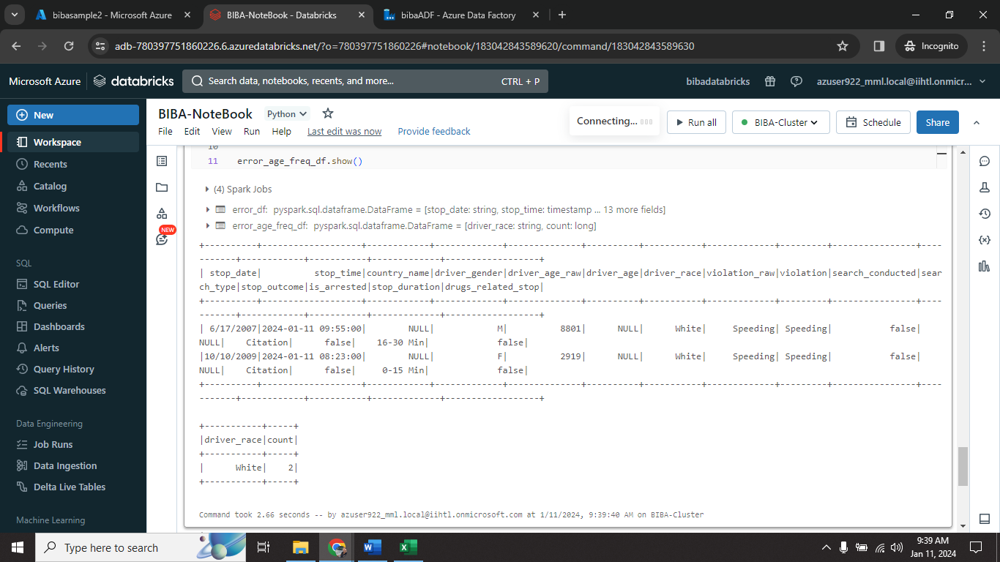 bibasample2 - Microsoft Azure
BIBA-NoteBook - Databricks
bibaADF - Azure Data Factory
adb-780397751860226.6.azuredatabricks.net/?o=780397751860226#notebook/183042843589620/command/183042843589630
Incognito
Microsoft Azure
databricks
Search data, notebooks, recents, and more...
CTRL + P
bibadatabricks
azuser922_mml.local@iihtl.onmicr...
New
Workspace
Recents
Catalog
Workflows
Compute
SQL
SQL Editor
Queries
Dashboards
Alerts
Query History
SQL Warehouses
Data Engineering
Job Runs
Data Ingestion
Delta Live Tables
Machine Learning
BIBA-NoteBook
Python
File Edit View Run Help Last edit was now Provide feedback
Connecting...
Run all
BIBA-Cluster
Schedule
Share
NEW
10
11 error_age_freq_df.show()
(4) Spark Jobs
error_df: pyspark.sql.dataframe.DataFrame = [stop_date: string, stop_time: timestamp ... 13 more fields]
error_age_freq_df: pyspark.sql.dataframe.DataFrame = [driver_race: string, count: long]
+----------+-------------------+------------+-------------+--------------+----------+-----------+-------------+---------+----------------+----
-------+------------+-----------+-------------+------------------+
| stop_date|          stop_time|country_name|driver_gender|driver_age_raw|driver_age|driver_race|violation_raw|violation|search_conducted|sear
ch_type|stop_outcome|is_arrested|stop_duration|drugs_related_stop|
+----------+-------------------+------------+-------------+--------------+----------+-----------+-------------+---------+----------------+----
-------+------------+-----------+-------------+------------------+
| 6/17/2007|2024-01-11 09:55:00|        NULL|            M|          8801|      NULL|      White|     Speeding| Speeding|           false|
NULL|    Citation|      false|    16-30 Min|             false|
|10/10/2009|2024-01-11 08:23:00|        NULL|            F|          2919|      NULL|      White|     Speeding| Speeding|           false|
NULL|    Citation|      false|     0-15 Min|             false|
+----------+-------------------+------------+-------------+--------------+----------+-----------+-------------+---------+----------------+----
-------+------------+-----------+-------------+------------------+
+-----------+-----+
|driver_race|count|
+-----------+-----+
|      White|    2|
+-----------+-----+
Command took 2.66 seconds -- by azuser922_mml.local@iihtl.onmicrosoft.com at 1/11/2024, 9:39:40 AM on BIBA-Cluster
Type here to search
9:39 AM
Jan 11, 2024